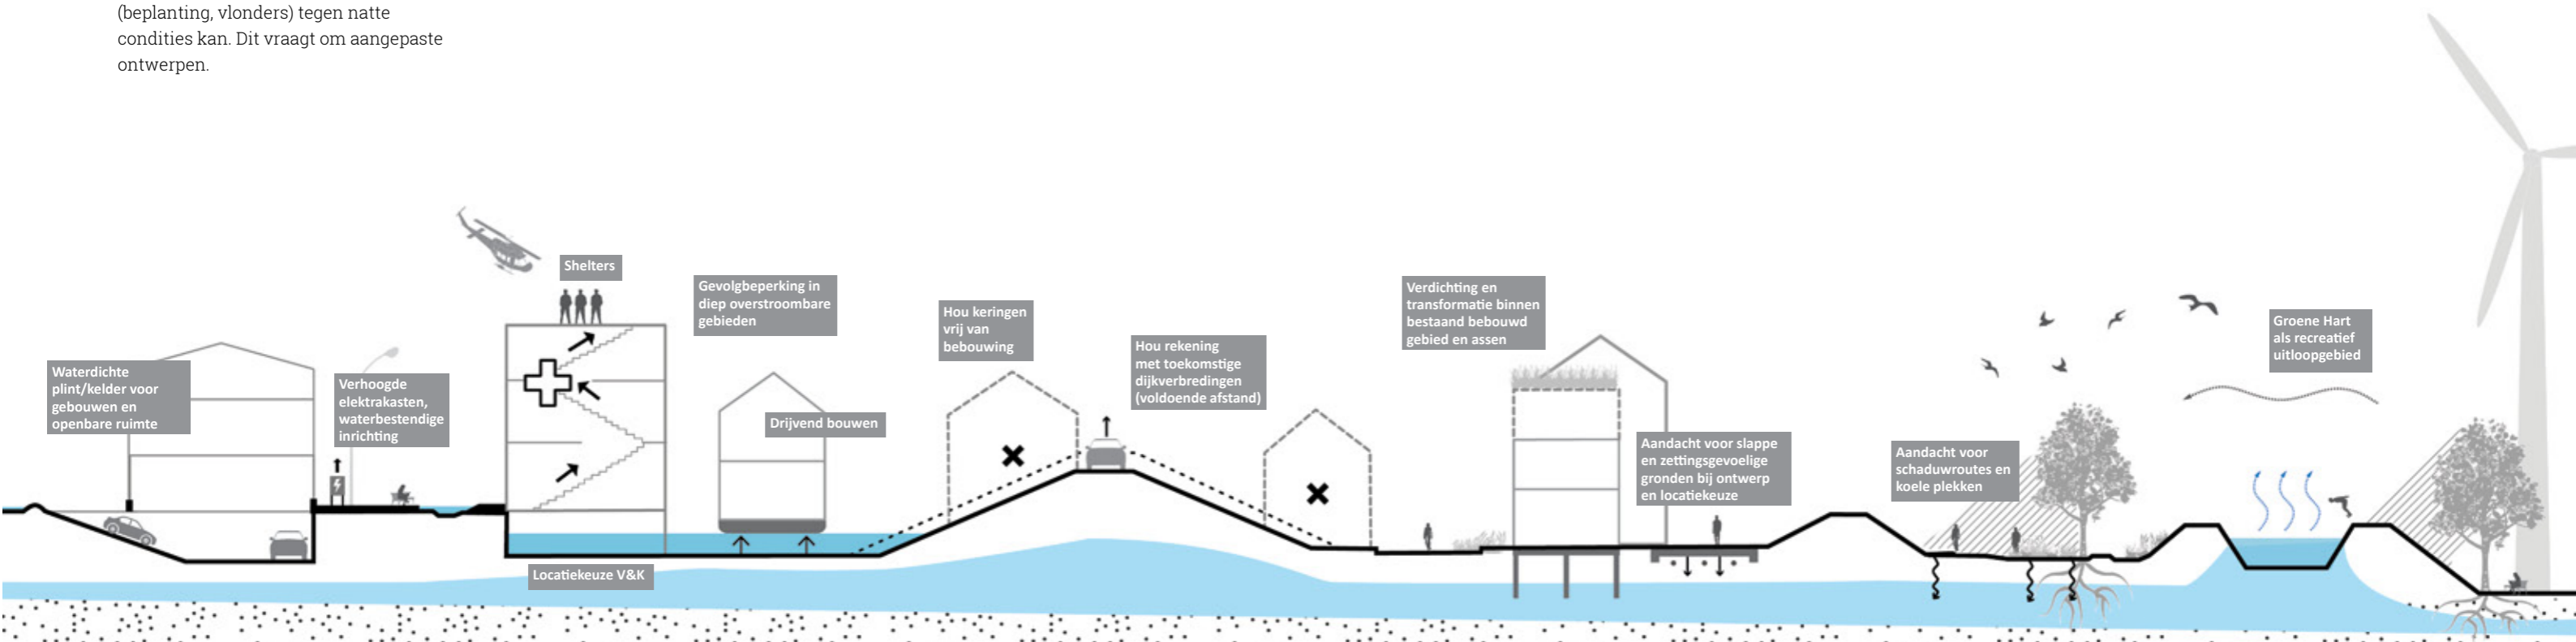 (beplanting, vlonders) tegen natte
condities kan. Dit vraagt om aangepaste
ontwerpen.
Waterdichte
plint/kelder voor
gebouwen en
openbare ruimte
Verhoogde
elektrakasten,
waterbestendige
inrichting
Shelters
Locatiekeuze V&K
Gevolgbeperking in
diep overstroombare
gebieden
Drijvend bouwen
Hou keringen
vrij van
bebouwing
Hou rekening
met toekomstige
dijkverbredingen
(voldoende afstand)
Verdichting en
transformatie binnen
bestaand bebouwd
gebied en assen
Aandacht voor slappe
en zettingsgevoelige
gronden bij ontwerp
en locatiekeuze
Aandacht voor
schaduwroutes en
koele plekken
Groene Hart
als recreatief
uitloopgebied